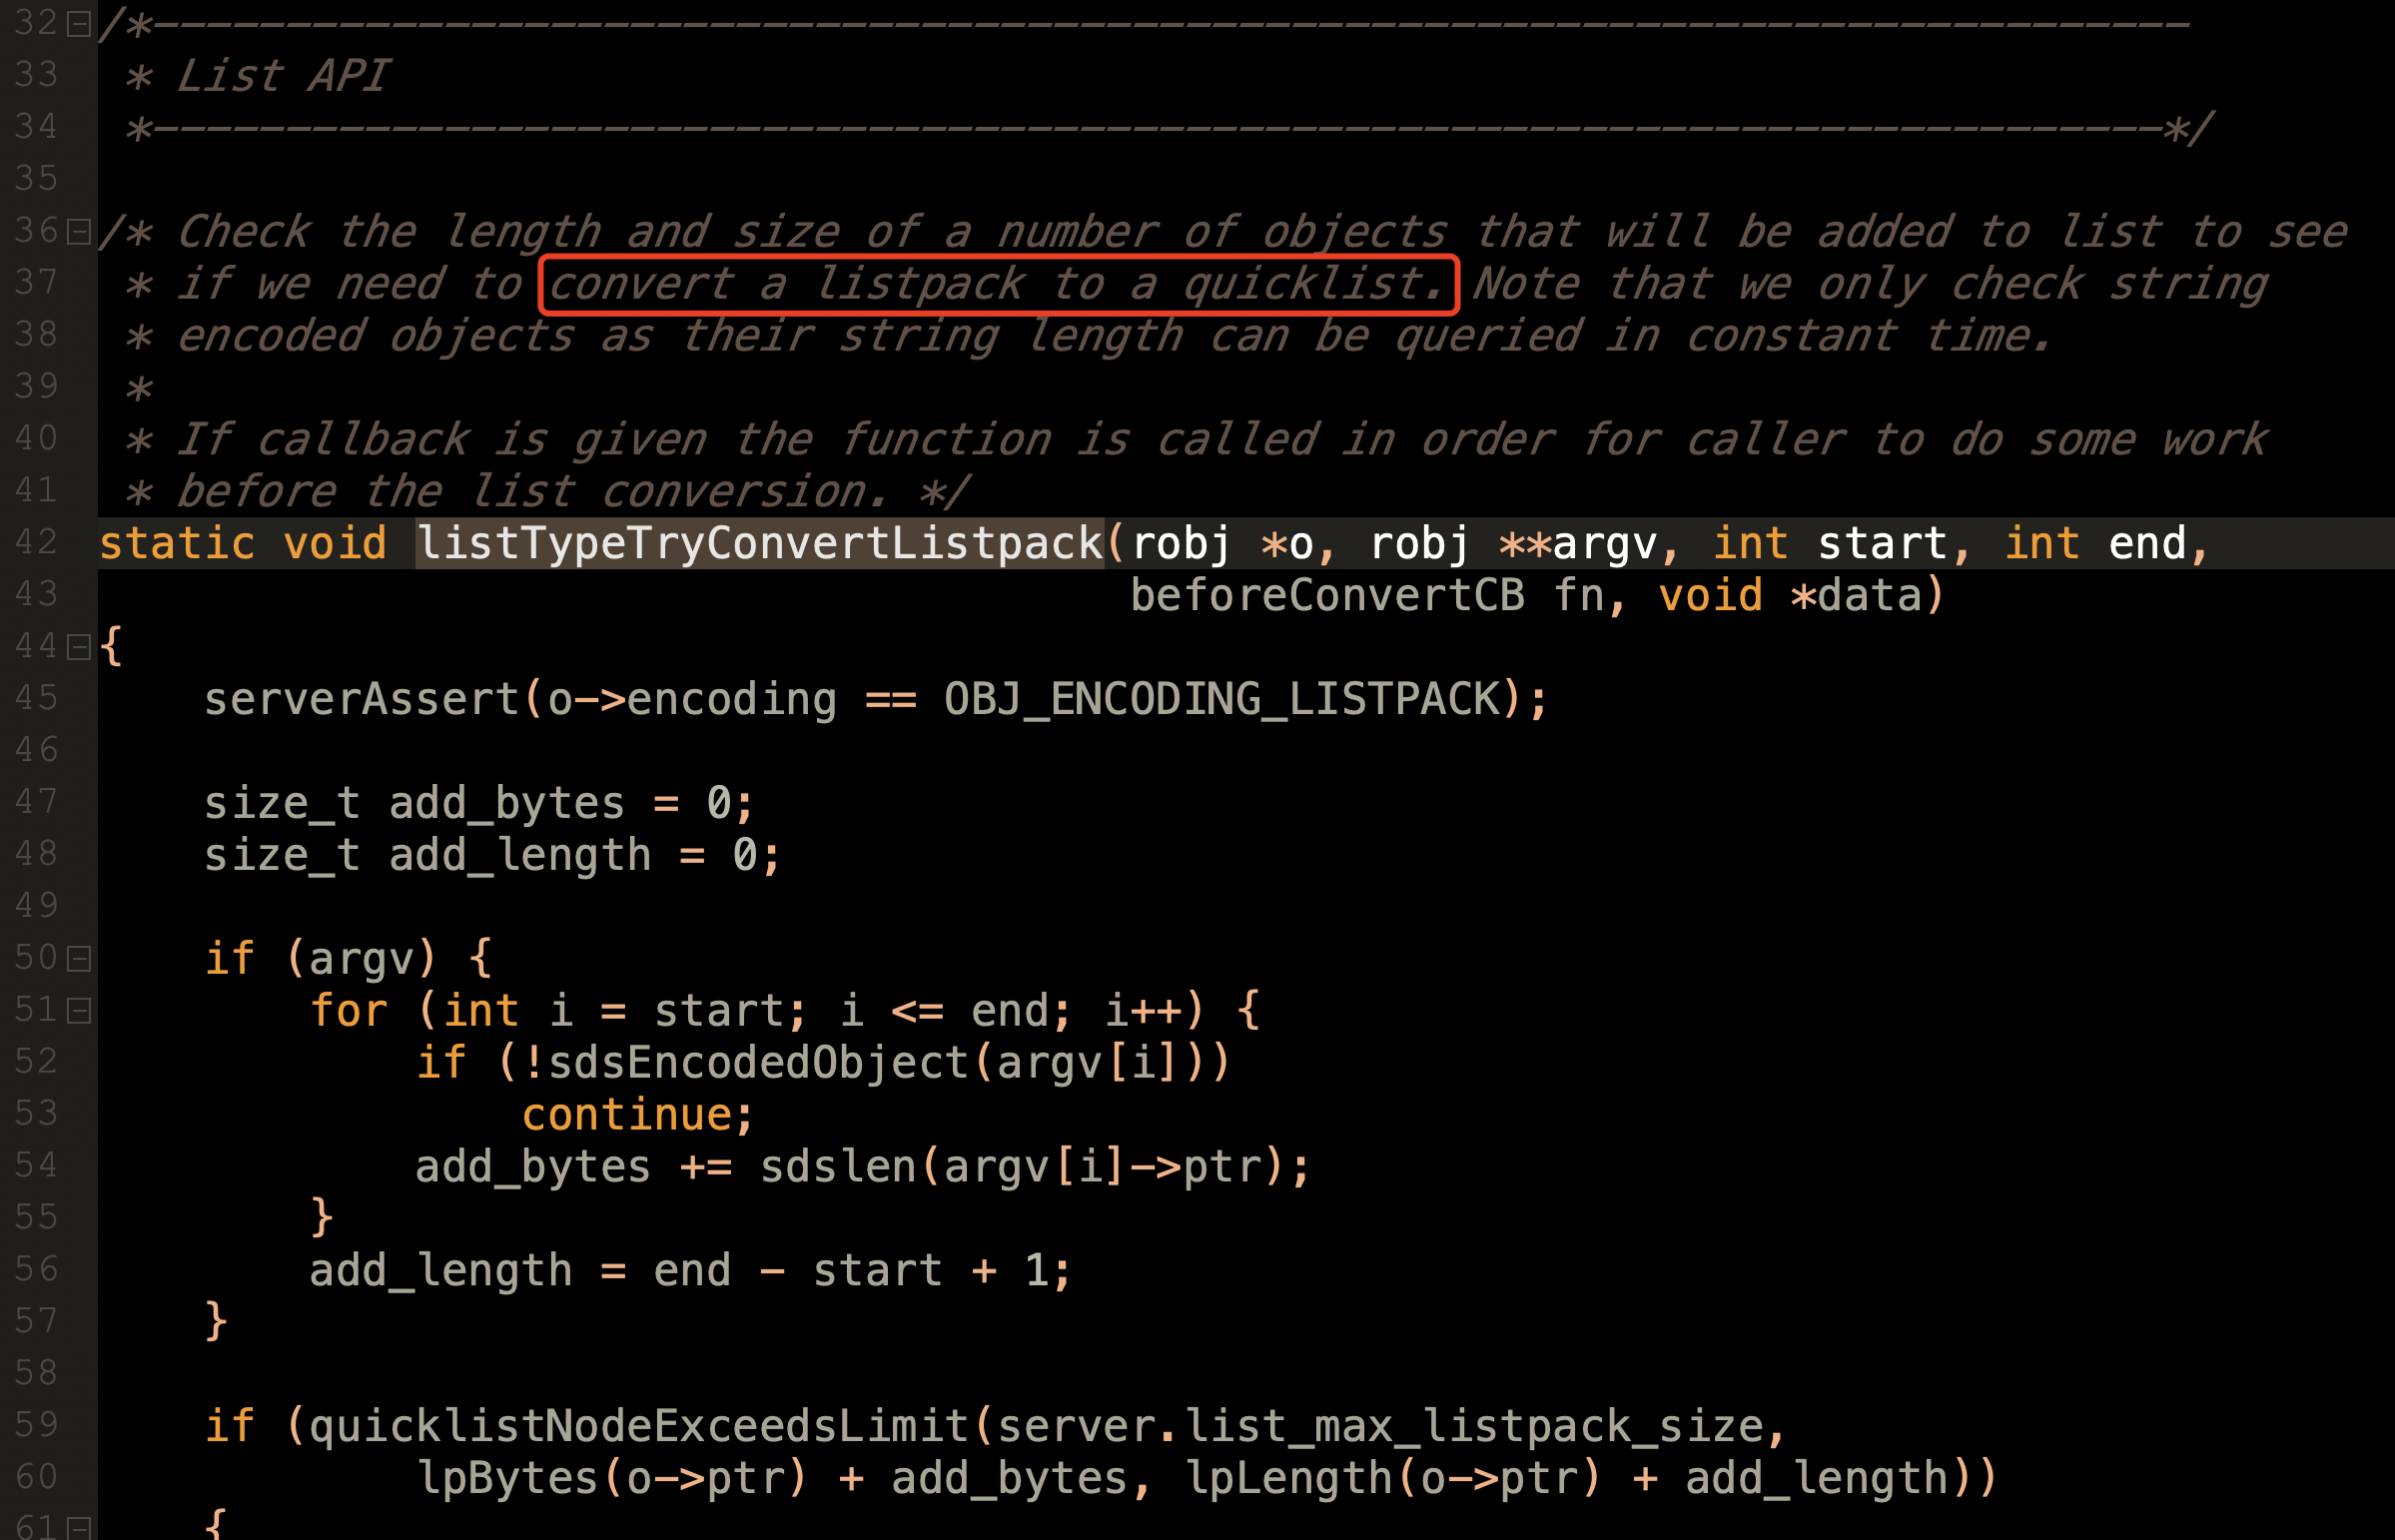 32 /*-----------------------------------------------------------------------------
33  * List API
34  *----------------------------------------------------------------------------*/
35
36 /* Check the length and size of a number of objects that will be added to list to see
37  * if we need to convert a listpack to a quicklist. Note that we only check string
38  * encoded objects as their string length can be queried in constant time.
39  *
40  * If callback is given the function is called in order for caller to do some work
41  * before the list conversion. */
42 static void listTypeTryConvertListpack(robj *o, robj **argv, int start, int end,
43                                        beforeConvertCB fn, void *data)
44 {
45     serverAssert(o->encoding == OBJ_ENCODING_LISTPACK);
46
47     size_t add_bytes = 0;
48     size_t add_length = 0;
49
50     if (argv) {
51         for (int i = start; i <= end; i++) {
52             if (!sdsEncodedObject(argv[i]))
53                 continue;
54             add_bytes += sdslen(argv[i]->ptr);
55         }
56         add_length = end - start + 1;
57     }
58
59     if (quicklistNodeExceedsLimit(server.list_max_listpack_size,
60             lpBytes(o->ptr) + add_bytes, lpLength(o->ptr) + add_length))
61     {